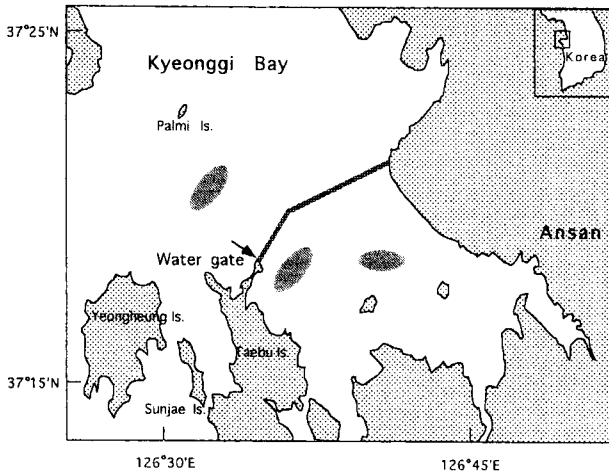 37°25'N
Kyeonggi Bay
Korea
Palmi Is.
Ansan
Water gate
Yeongheung Is.
Taebu Is.
37°15'N
Sunjae Is.
126°30'E
126°45'E